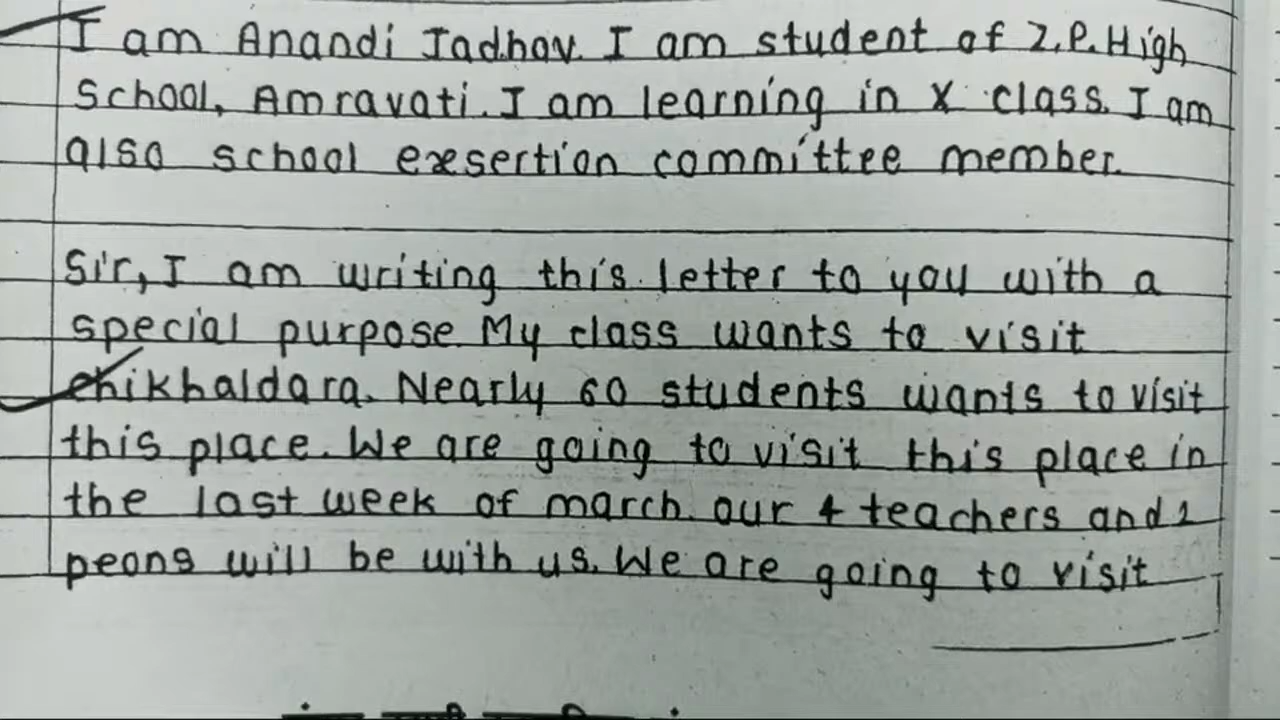 I am Anandi Jadhav. I am student of Z.P. High
School, Amravati. I am learning in X class. I am
also school exsertion committee member.
Sir, I am writing this letter to you with a
special purpose. My class wants to visit
chikhaldara. Nearly 60 students wants to visit
this place. We are going to visit this place in
the last week of march. our 4 teachers and 2
peons will be with us. We are going to visit